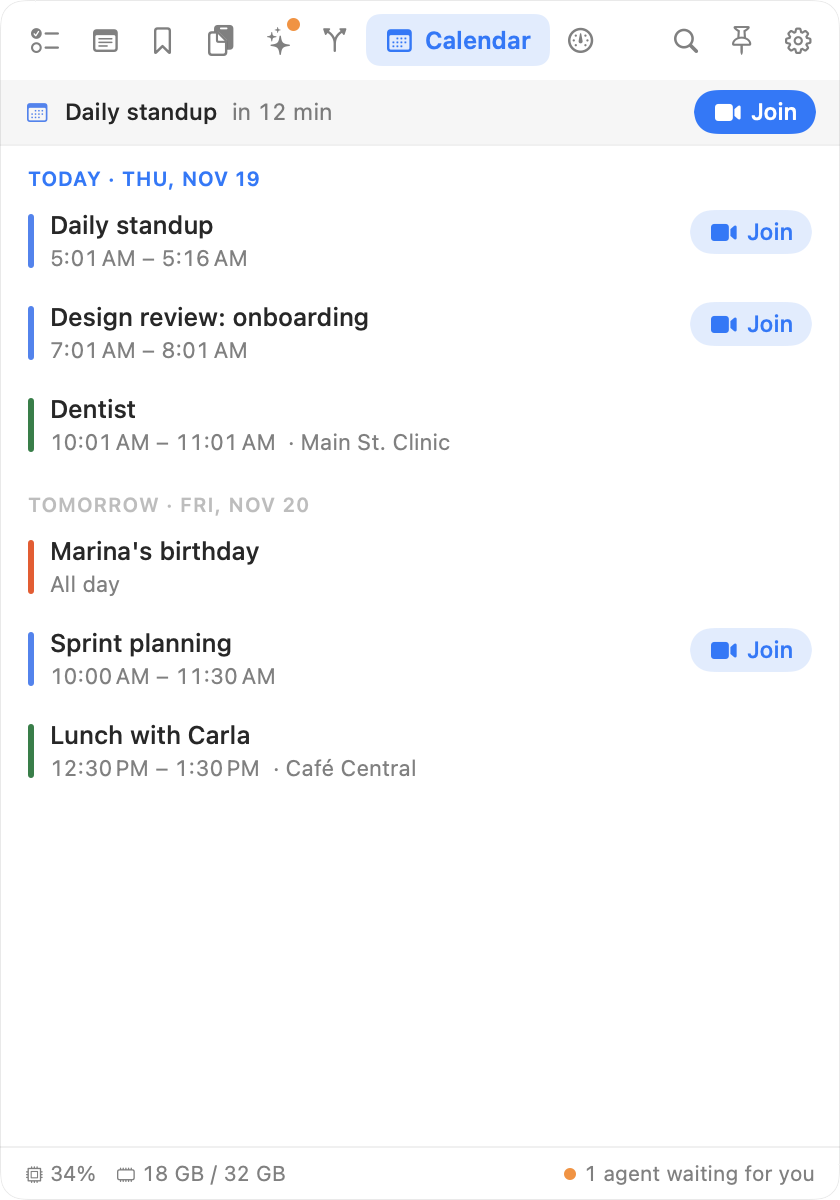 Calendar
Daily standup in 12 min Join
TODAY · THU, NOV 19
Daily standup
5:01 AM – 5:16 AM
Join
Design review: onboarding
7:01 AM – 8:01 AM
Join
Dentist
10:01 AM – 11:01 AM · Main St. Clinic
TOMORROW · FRI, NOV 20
Marina's birthday
All day
Sprint planning
10:00 AM – 11:30 AM
Join
Lunch with Carla
12:30 PM – 1:30 PM · Café Central
34% 18 GB / 32 GB 1 agent waiting for you